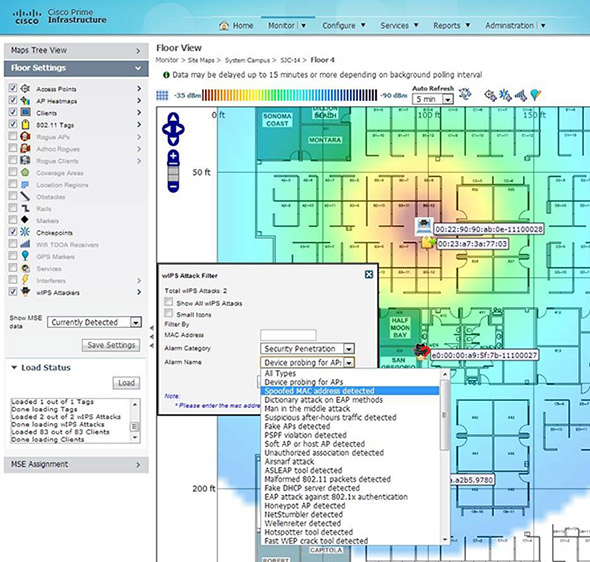 CISCO
Cisco Prime
Infrastructure
Home
Monitor
Configure
Services
Reports
Administration
Maps Tree View
Floor Settings
Access Points
AP Heatmaps
Clients
802.11 Tags
Rogue APs
Adhoc Rogues
Rogue Clients
Coverage Areas
Location Regions
Obstacles
Rails
Markers
Chokepoints
Wifi TDOA Receivers
GPS Markers
Services
Interferers
wIPS Attackers
Show MSE data
Currently Detected
Save Settings
Load Status
Load
Loaded 1 out of 1 Tags
Done loading Tags
Loaded 2 out of 2 wIPS Attacks
Done loading wIPS Attacks
Loaded 83 out of 83 Clients
Done loading Clients
MSE Assignment
Floor View
Monitor > Site Maps > System Campus > SJC-14 > Floor 4
Data may be delayed up to 15 minutes or more depending on background polling interval
-35 dBm
-90 dBm
Auto Refresh
5 min
0 ft
100 ft
150 ft
50 ft
200 ft
SONOMA COAST
BEACH
MONTARA
00:22:90:90:ab:0e-11100028
00:23:a7:3a:77:03
HALF MOON BAY
SAN GREGORIO
e0:00:00:a9:5f:7b-11100027
.a2b5.9780
CAPITOLA
ROBERT
wIPS Attack Filter
Total wIPS Attacks: 2
Show All wIPS Attacks
Small Icons
Filter By
MAC Address
Alarm Category
Security Penetration
Alarm Name
Device probing for APs
Note:
* Please enter the mac addre
All Types
Device probing for APs
Spoofed MAC address detected
Dictionary attack on EAP methods
Man in the middle attack
Suspicious after-hours traffic detected
Fake APs detected
PSPF violation detected
Soft AP or host AP detected
Unauthorized association detected
Airsnarf attack
ASLEAP tool detected
Malformed 802.11 packets detected
Fake DHCP server detected
EAP attack against 802.1x authentication
Honeypot AP detected
NetStumbler detected
Wellenreiter detected
Hotspotter tool detected
Fast WEP crack tool detected